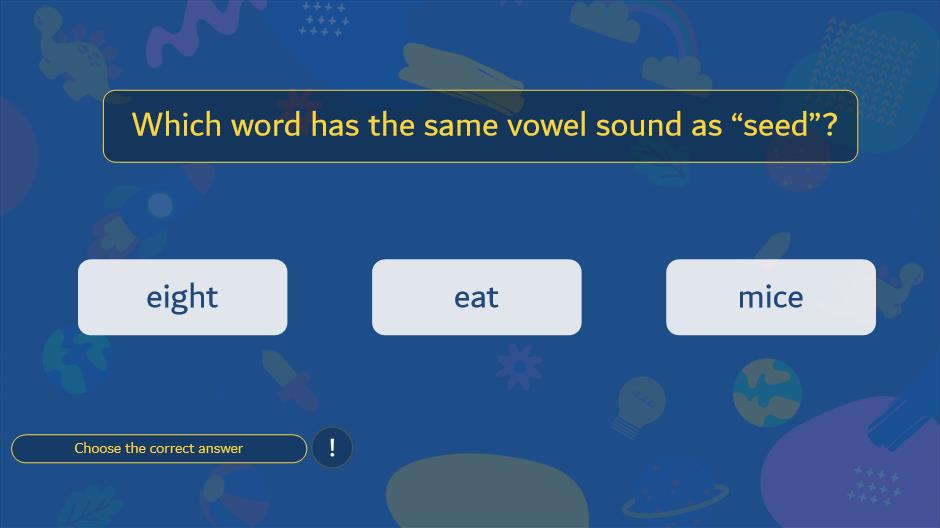 Which word has the same vowel sound as “seed”?
eight
eat
mice
Choose the correct answer
!